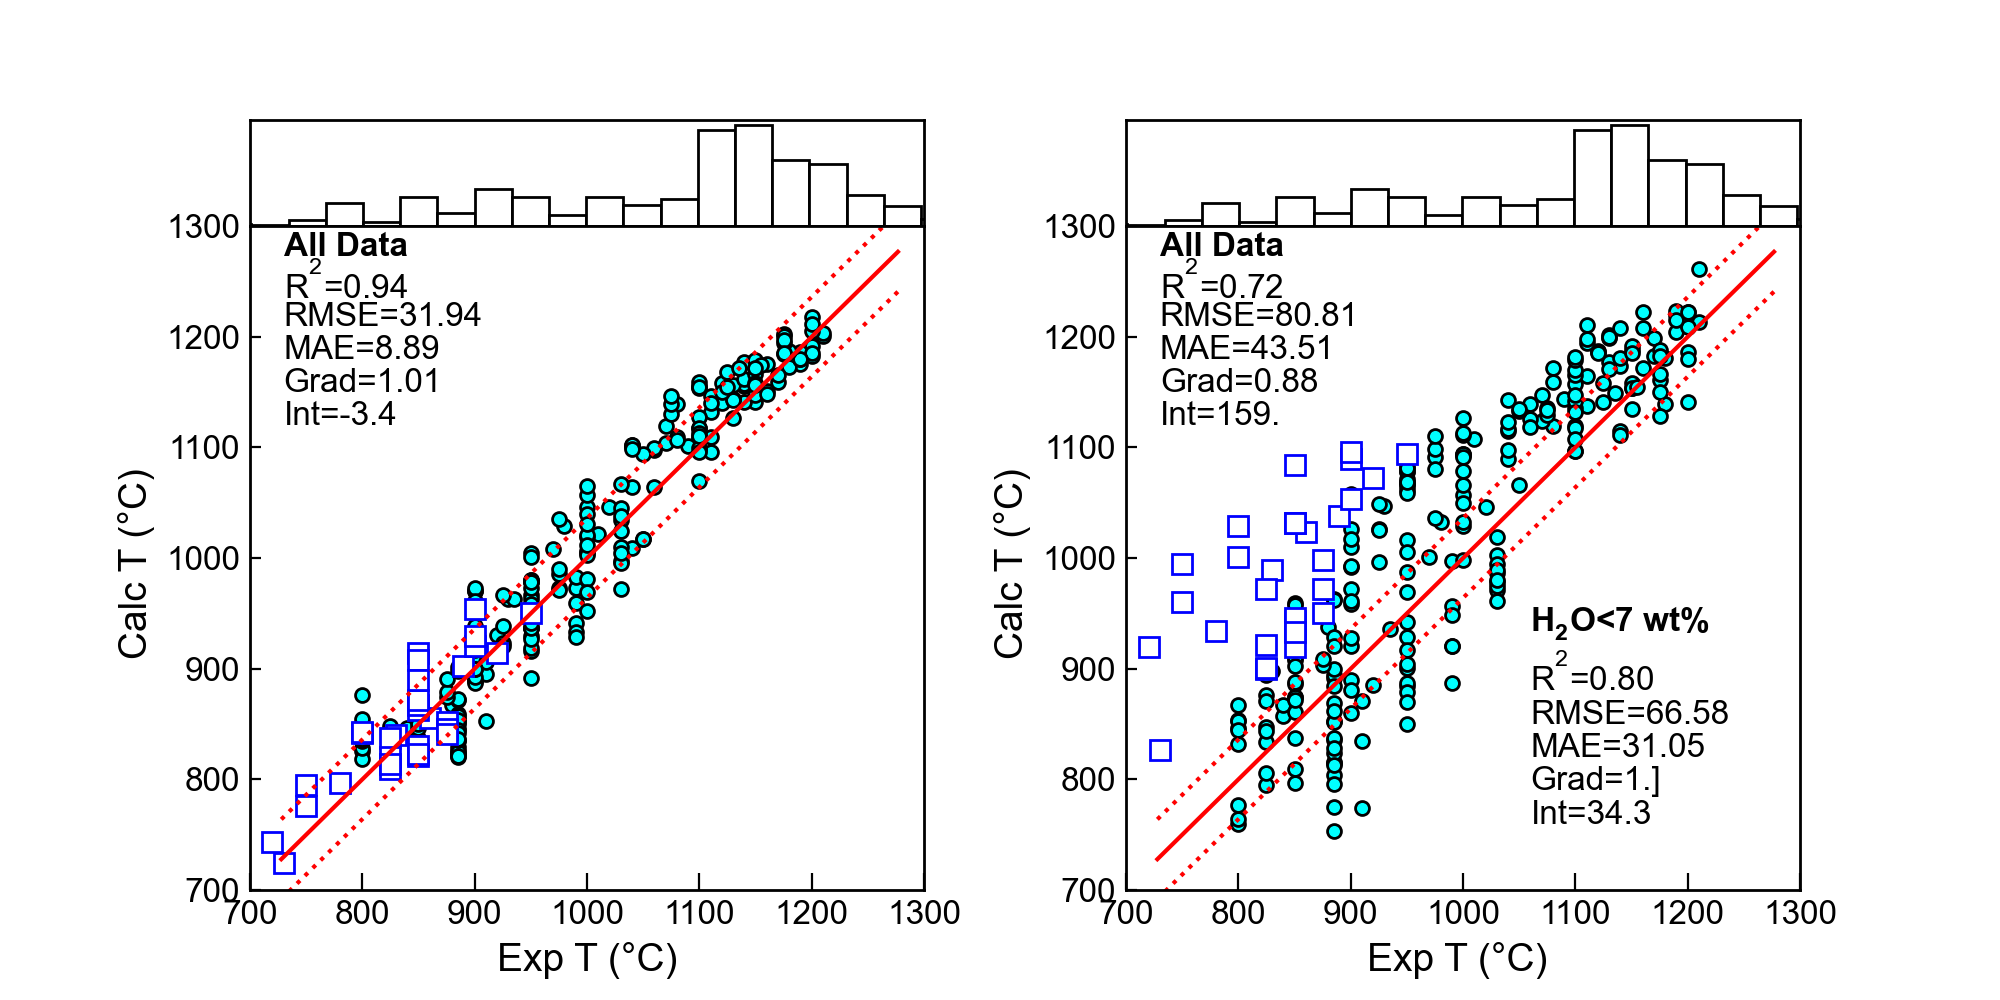 1300
All Data
R²=0.94
RMSE=31.94
MAE=8.89
Grad=1.01
Int=-3.4
1200
1100
1000
900
800
700
Calc T (°C)
700 800 900 1000 1100 1200 1300
Exp T (°C)
1300
All Data
R²=0.72
RMSE=80.81
MAE=43.51
Grad=0.88
Int=159.
1200
1100
1000
900
800
700
Calc T (°C)
H₂O<7 wt%
R²=0.80
RMSE=66.58
MAE=31.05
Grad=1.]
Int=34.3
700 800 900 1000 1100 1200 1300
Exp T (°C)